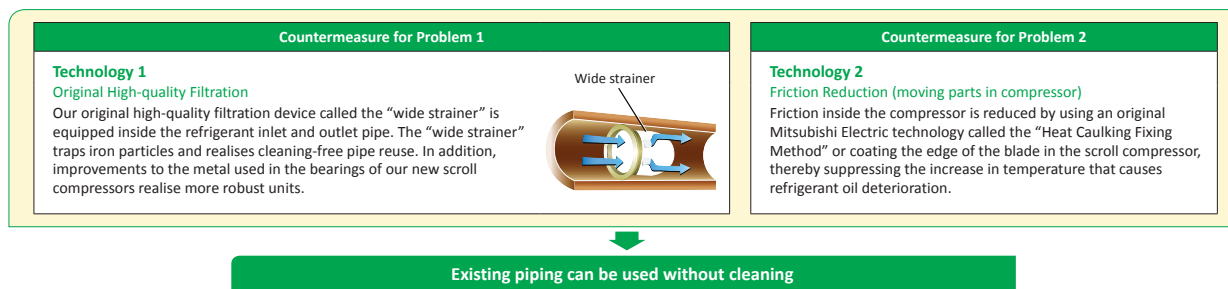 Countermeasure for Problem 1
Technology 1
Original High-quality Filtration
Our original high-quality filtration device called the “wide strainer” is
equipped inside the refrigerant inlet and outlet pipe. The “wide strainer”
traps iron particles and realises cleaning-free pipe reuse. In addition,
improvements to the metal used in the bearings of our new scroll
compressors realise more robust units.
Wide strainer
Countermeasure for Problem 2
Technology 2
Friction Reduction (moving parts in compressor)
Friction inside the compressor is reduced by using an original
Mitsubishi Electric technology called the “Heat Caulking Fixing
Method” or coating the edge of the blade in the scroll compressor,
thereby suppressing the increase in temperature that causes
refrigerant oil deterioration.
Existing piping can be used without cleaning